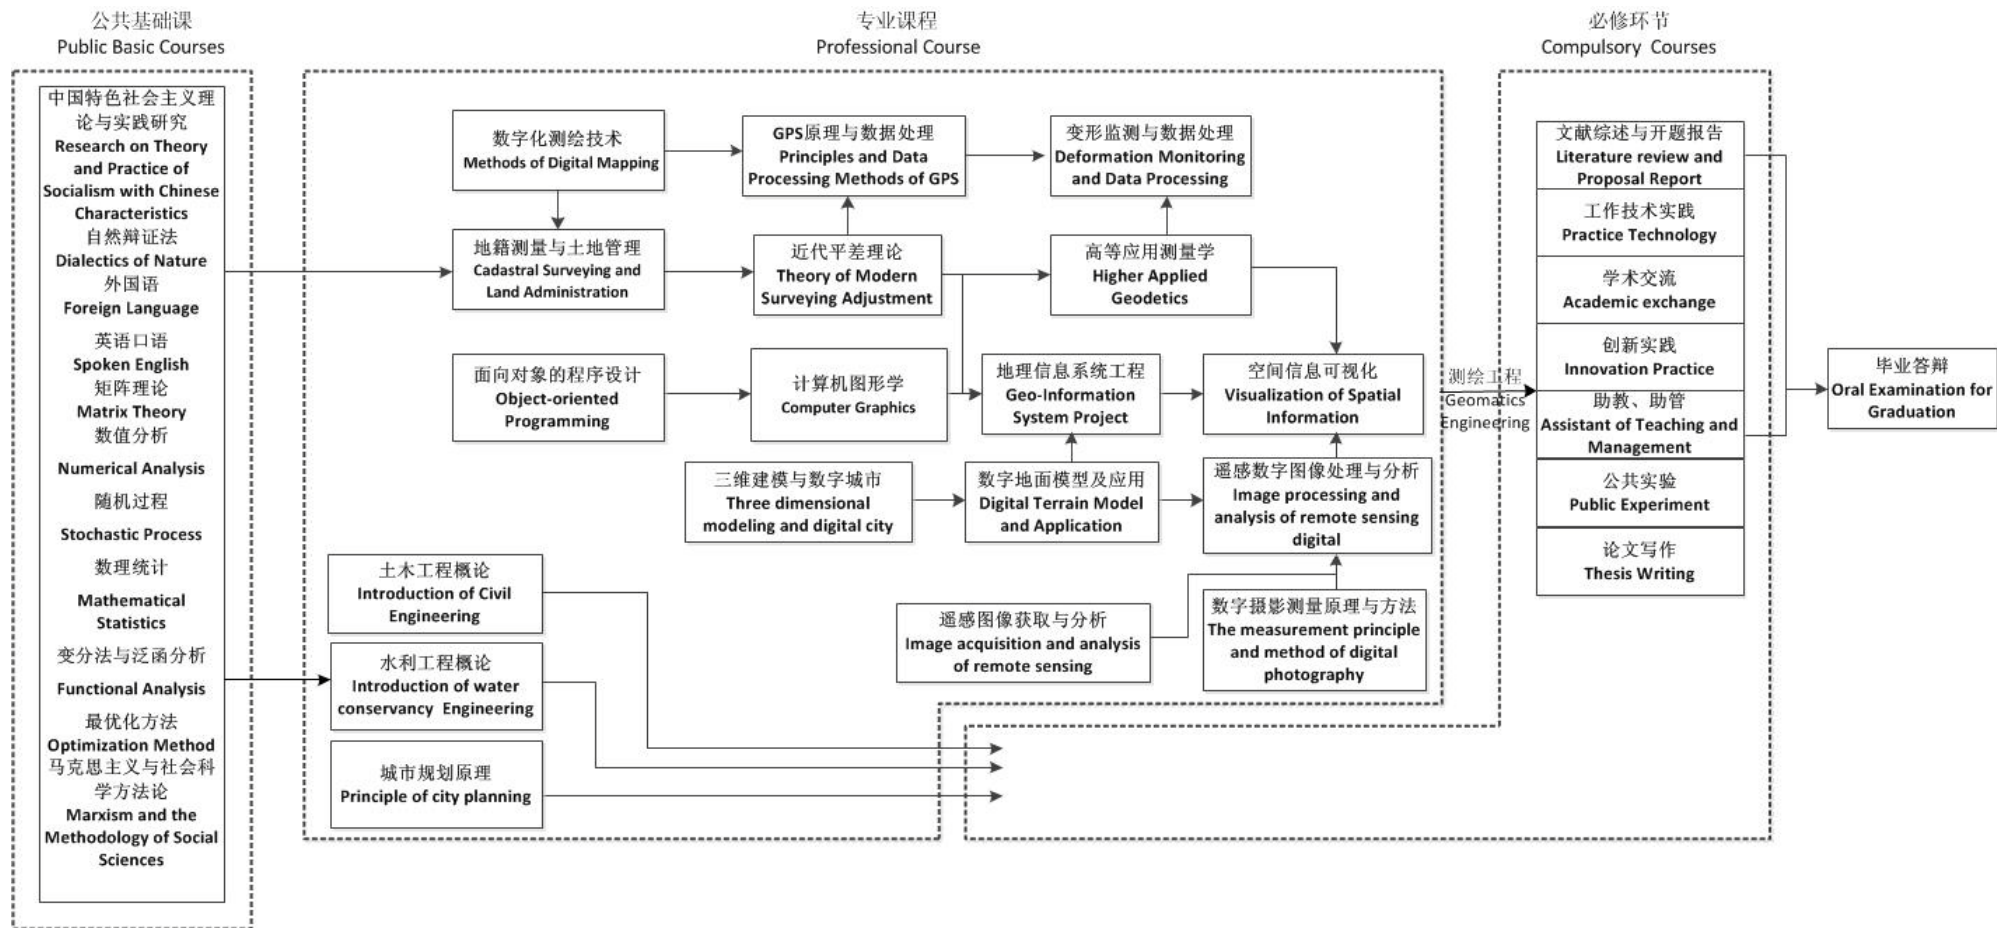 公共基础课
Public Basic Courses
专业课程
Professional Course
必修环节
Compulsory Courses
中国特色社会主义理
论与实践研究
Research on Theory
and Practice of
Socialism with Chinese
Characteristics
自然辩证法
Dialectics of Nature
外国语
Foreign Language
英语口语
Spoken English
矩阵理论
Matrix Theory
数值分析
Numerical Analysis
随机过程
Stochastic Process
数理统计
Mathematical
Statistics
变分法与泛函分析
Functional Analysis
最优化方法
Optimization Method
马克思主义与社会科
学方法论
Marxism and the
Methodology of Social
Sciences
数字化测绘技术
Methods of Digital Mapping
GPS原理与数据处理
Principles and Data
Processing Methods of GPS
变形监测与数据处理
Deformation Monitoring
and Data Processing
地籍测量与土地管理
Cadastral Surveying and
Land Administration
近代平差理论
Theory of Modern
Surveying Adjustment
高等应用测量学
Higher Applied
Geodetics
面向对象的程序设计
Object-oriented
Programming
计算机图形学
Computer Graphics
地理信息系统工程
Geo-Information
System Project
空间信息可视化
Visualization of Spatial
Information
三维建模与数字城市
Three dimensional
modeling and digital city
数字地面模型及应用
Digital Terrain Model
and Application
遥感数字图像处理与分析
Image processing and
analysis of remote sensing
digital
土木工程概论
Introduction of Civil
Engineering
遥感图像获取与分析
Image acquisition and analysis
of remote sensing
数字摄影测量原理与方法
The measurement principle
and method of digital
photography
水利工程概论
Introduction of water
conservancy Engineering
城市规划原理
Principle of city planning
测绘工程
Geomatics
Engineering
文献综述与开题报告
Literature review and
Proposal Report
工作技术实践
Practice Technology
学术交流
Academic exchange
创新实践
Innovation Practice
助教、助管
Assistant of Teaching and
Management
公共实验
Public Experiment
论文写作
Thesis Writing
毕业答辩
Oral Examination for
Graduation